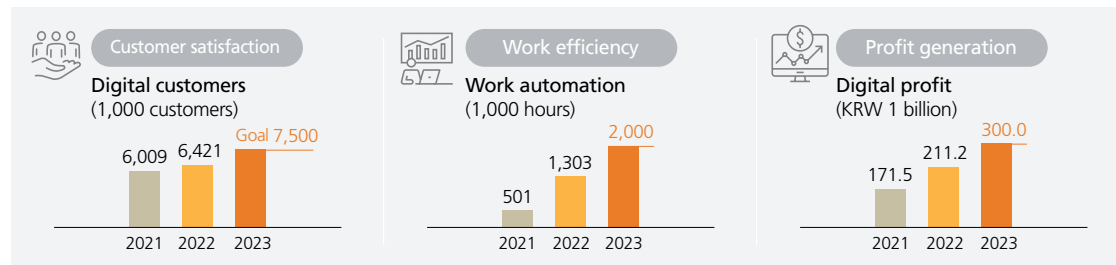 Customer satisfaction
Digital customers
(1,000 customers)
Goal 7,500
6,009
6,421
2021
2022
2023
Work efficiency
Work automation
(1,000 hours)
2,000
1,303
501
2021
2022
2023
$
Profit generation
Digital profit
(KRW 1 billion)
300.0
211.2
171.5
2021
2022
2023